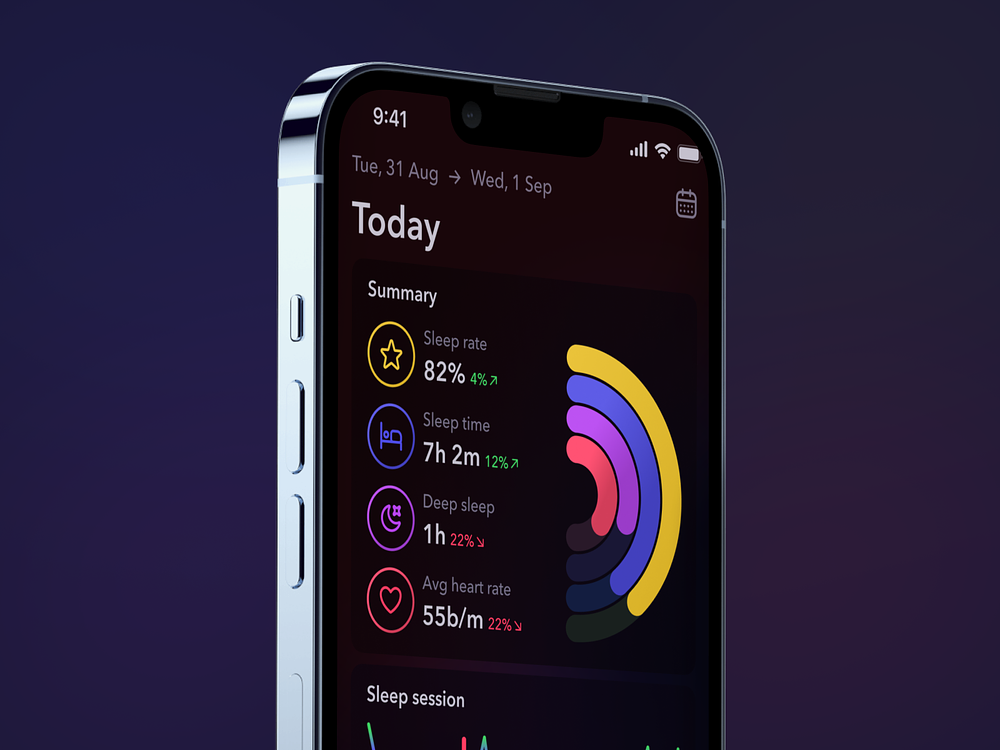 9:41
Tue, 31 Aug → Wed, 1 Sep
Today
Summary
Sleep rate
82% 4%↗
Sleep time
7h 2m 12%↗
Deep sleep
1h 22%↘
Avg heart rate
55b/m 22%↘
Sleep session